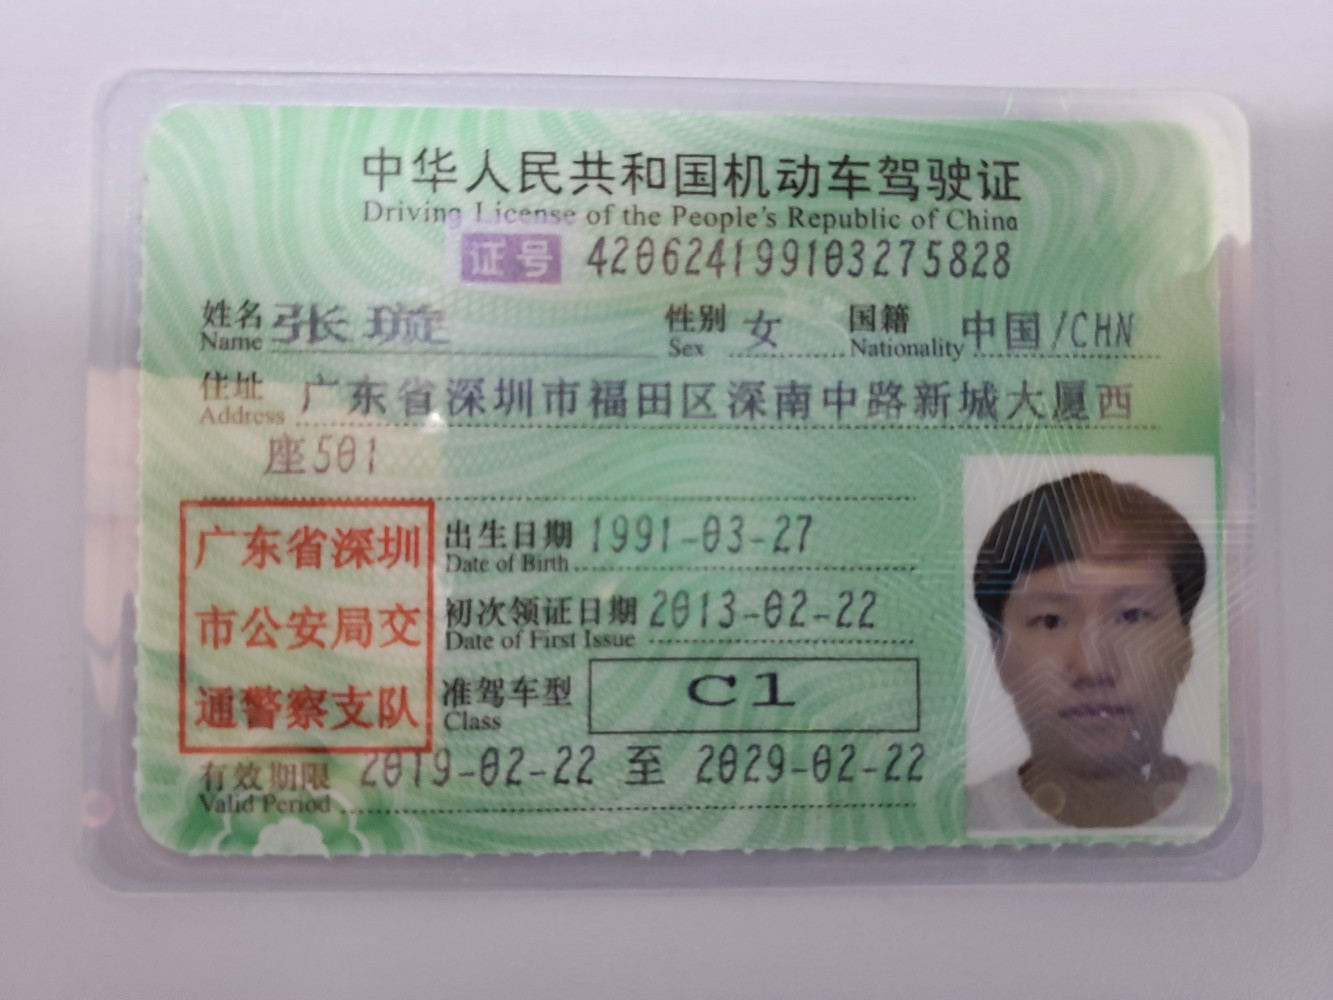 中华人民共和国机动车驾驶证
Driving License of the People's Republic of China
证号 420624199103275828
姓名 张璇 性别 女 国籍 中国/CHN
Name Sex Nationality
住址 广东省深圳市福田区深南中路新城大厦西
Address
座501
广东省深圳
市公安局交
通警察支队
出生日期 1991-03-27
Date of Birth
初次领证日期 2013-02-22
Date of First Issue
准驾车型 C1
Class
有效期限 2019-02-22 至 2029-02-22
Valid Period